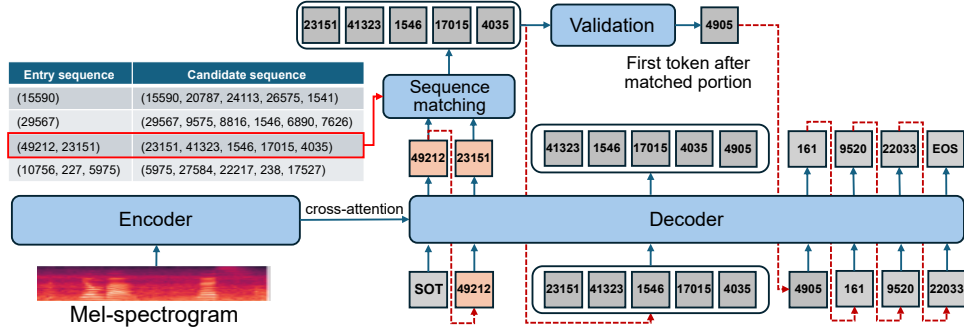 23151 41323 1546 17015 4035
Validation
4905
First token after
matched portion
Entry sequence Candidate sequence
(15590) (15590, 20787, 24113, 26575, 1541)
(29567) (29567, 9575, 8816, 1546, 6890, 7626)
(49212, 23151) (23151, 41323, 1546, 17015, 4035)
(10756, 227, 5975) (5975, 27584, 22217, 238, 17527)
Sequence
matching
49212 23151
41323 1546 17015 4035 4905
161 9520 22033 EOS
Encoder
cross-attention
Decoder
SOT 49212
23151 41323 1546 17015 4035
4905 161 9520 22033
Mel-spectrogram